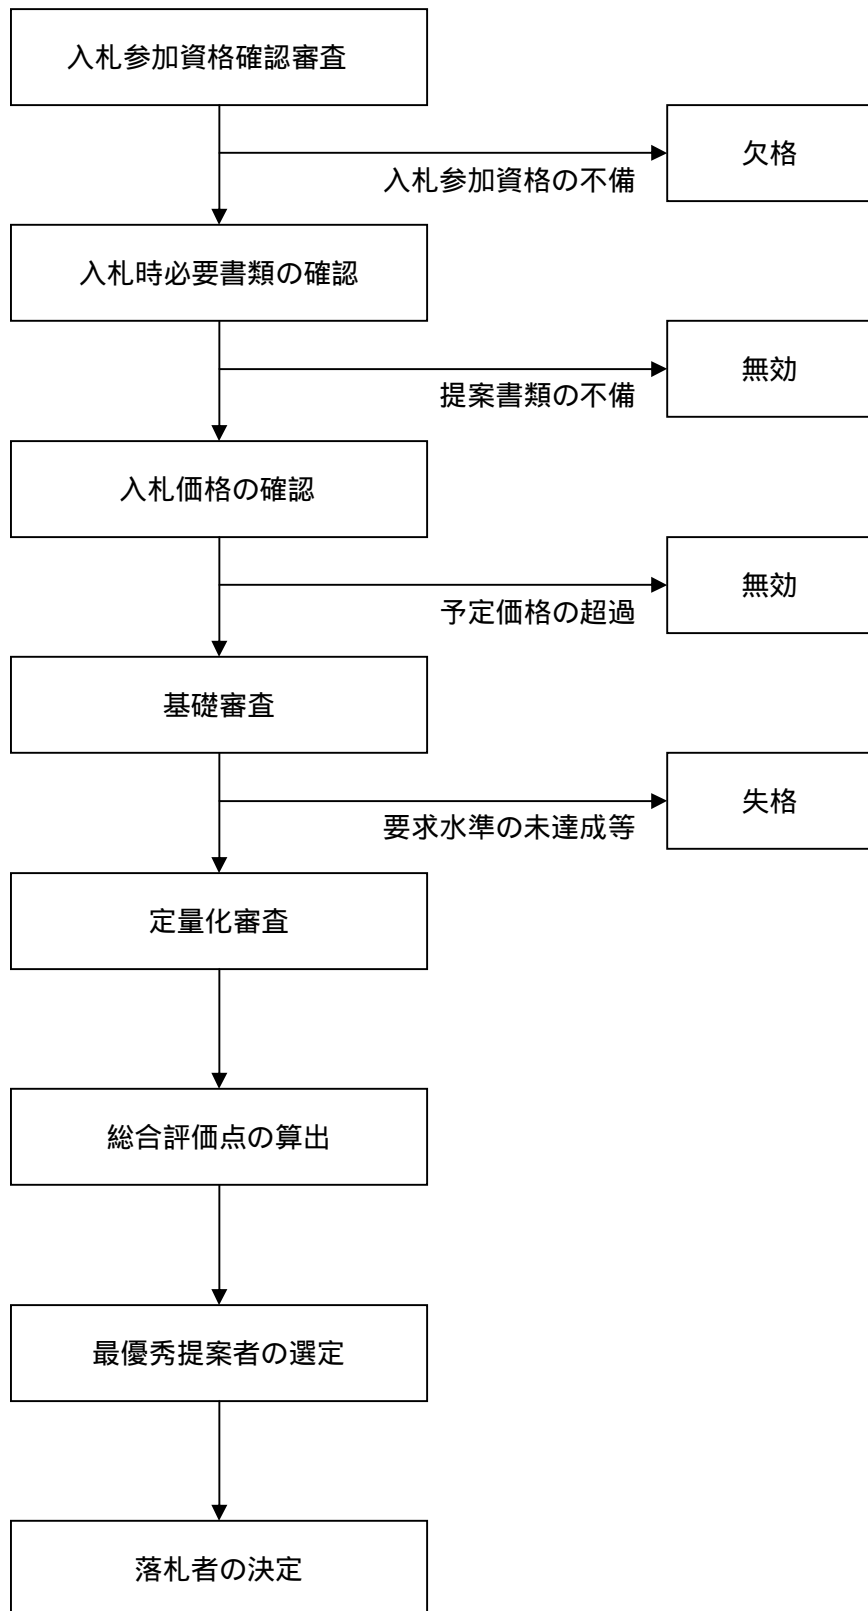 入札参加資格確認審査
欠格
入札参加資格の不備
入札時必要書類の確認
無効
提案書類の不備
入札価格の確認
無効
予定価格の超過
基礎審査
失格
要求水準の未達成等
定量化審査
総合評価点の算出
最優秀提案者の選定
落札者の決定